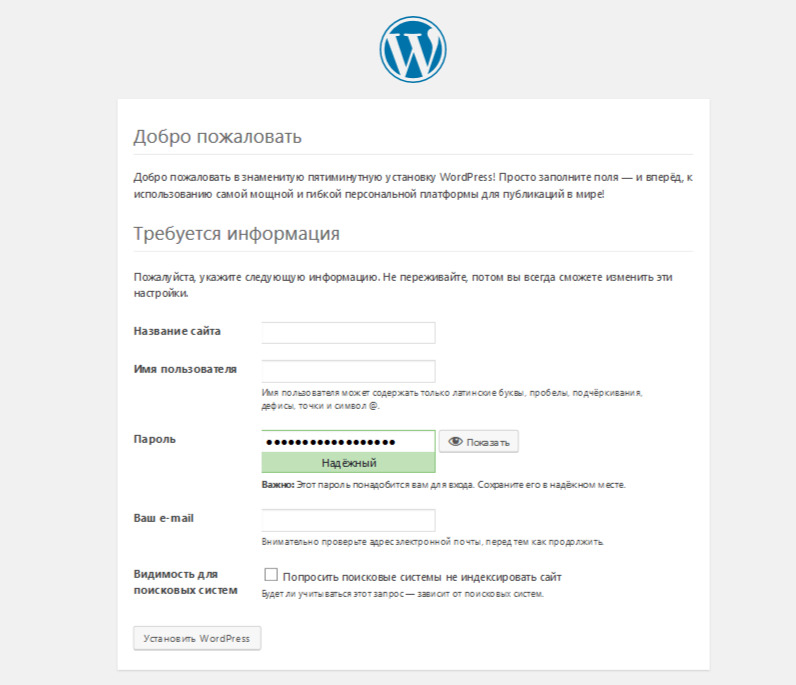 Добро пожаловать
Добро пожаловать в знаменитую пятиминутную установку WordPress! Просто заполните поля — и вперёд, к
использованию самой мощной и гибкой персональной платформы для публикаций в мире!
Требуется информация
Пожалуйста, укажите следующую информацию. Не переживайте, потом вы всегда сможете изменить эти
настройки.
Название сайта
Имя пользователя
Имя пользователя может содержать только латинские буквы, пробелы, подчёркивания,
дефисы, точки и символ @.
Пароль
●●●●●●●●●●●●●●●●●● Показать
Надёжный
Важно: Этот пароль понадобится вам для входа. Сохраните его в надёжном месте.
Ваш e-mail
Внимательно проверьте адрес электронной почты, перед тем как продолжить.
Видимость для
поисковых систем
Попросить поисковые системы не индексировать сайт
Будет ли учитываться этот запрос — зависит от поисковых систем.
Установить WordPress